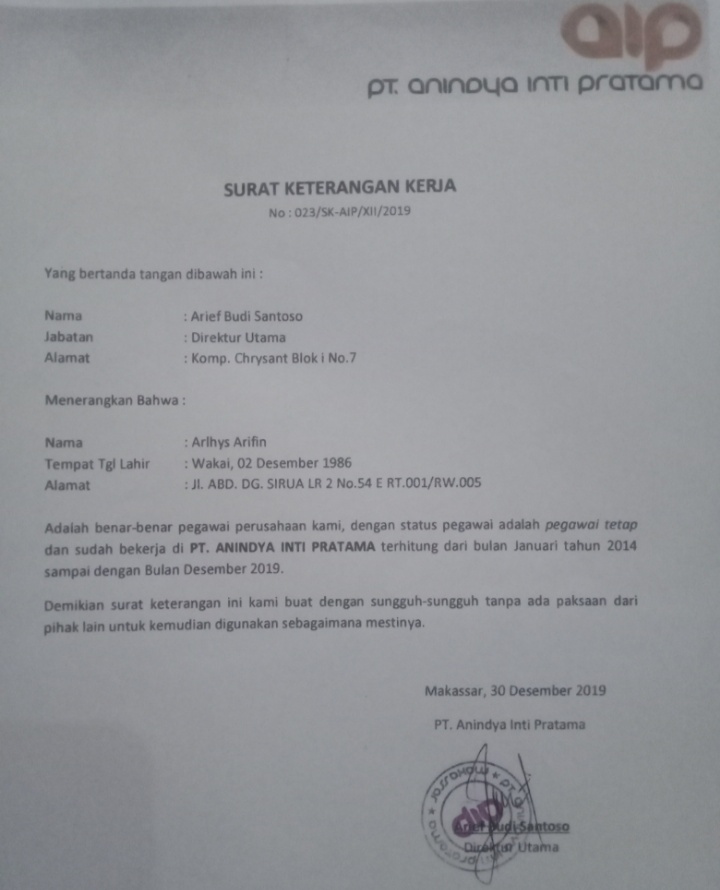 aip
PT. ANINDYA INTI PRATAMA
SURAT KETERANGAN KERJA
No : 023/SK-AIP/XII/2019
Yang bertanda tangan dibawah ini :
Nama : Arief Budi Santoso
Jabatan : Direktur Utama
Alamat : Komp. Chrysant Blok i No.7
Menerangkan Bahwa :
Nama : Arlhys Arifin
Tempat Tgl Lahir : Wakai, 02 Desember 1986
Alamat : Jl. ABD. DG. SIRUA LR 2 No.54 E RT.001/RW.005
Adalah benar-benar pegawai perusahaan kami, dengan status pegawai adalah pegawai tetap
dan sudah bekerja di PT. ANINDYA INTI PRATAMA terhitung dari bulan Januari tahun 2014
sampai dengan Bulan Desember 2019.
Demikian surat keterangan ini kami buat dengan sungguh-sungguh tanpa ada paksaan dari
pihak lain untuk kemudian digunakan sebagaimana mestinya.
Makassar, 30 Desember 2019
PT. Anindya Inti Pratama
aip
Arief Budi Santoso
Direktur Utama